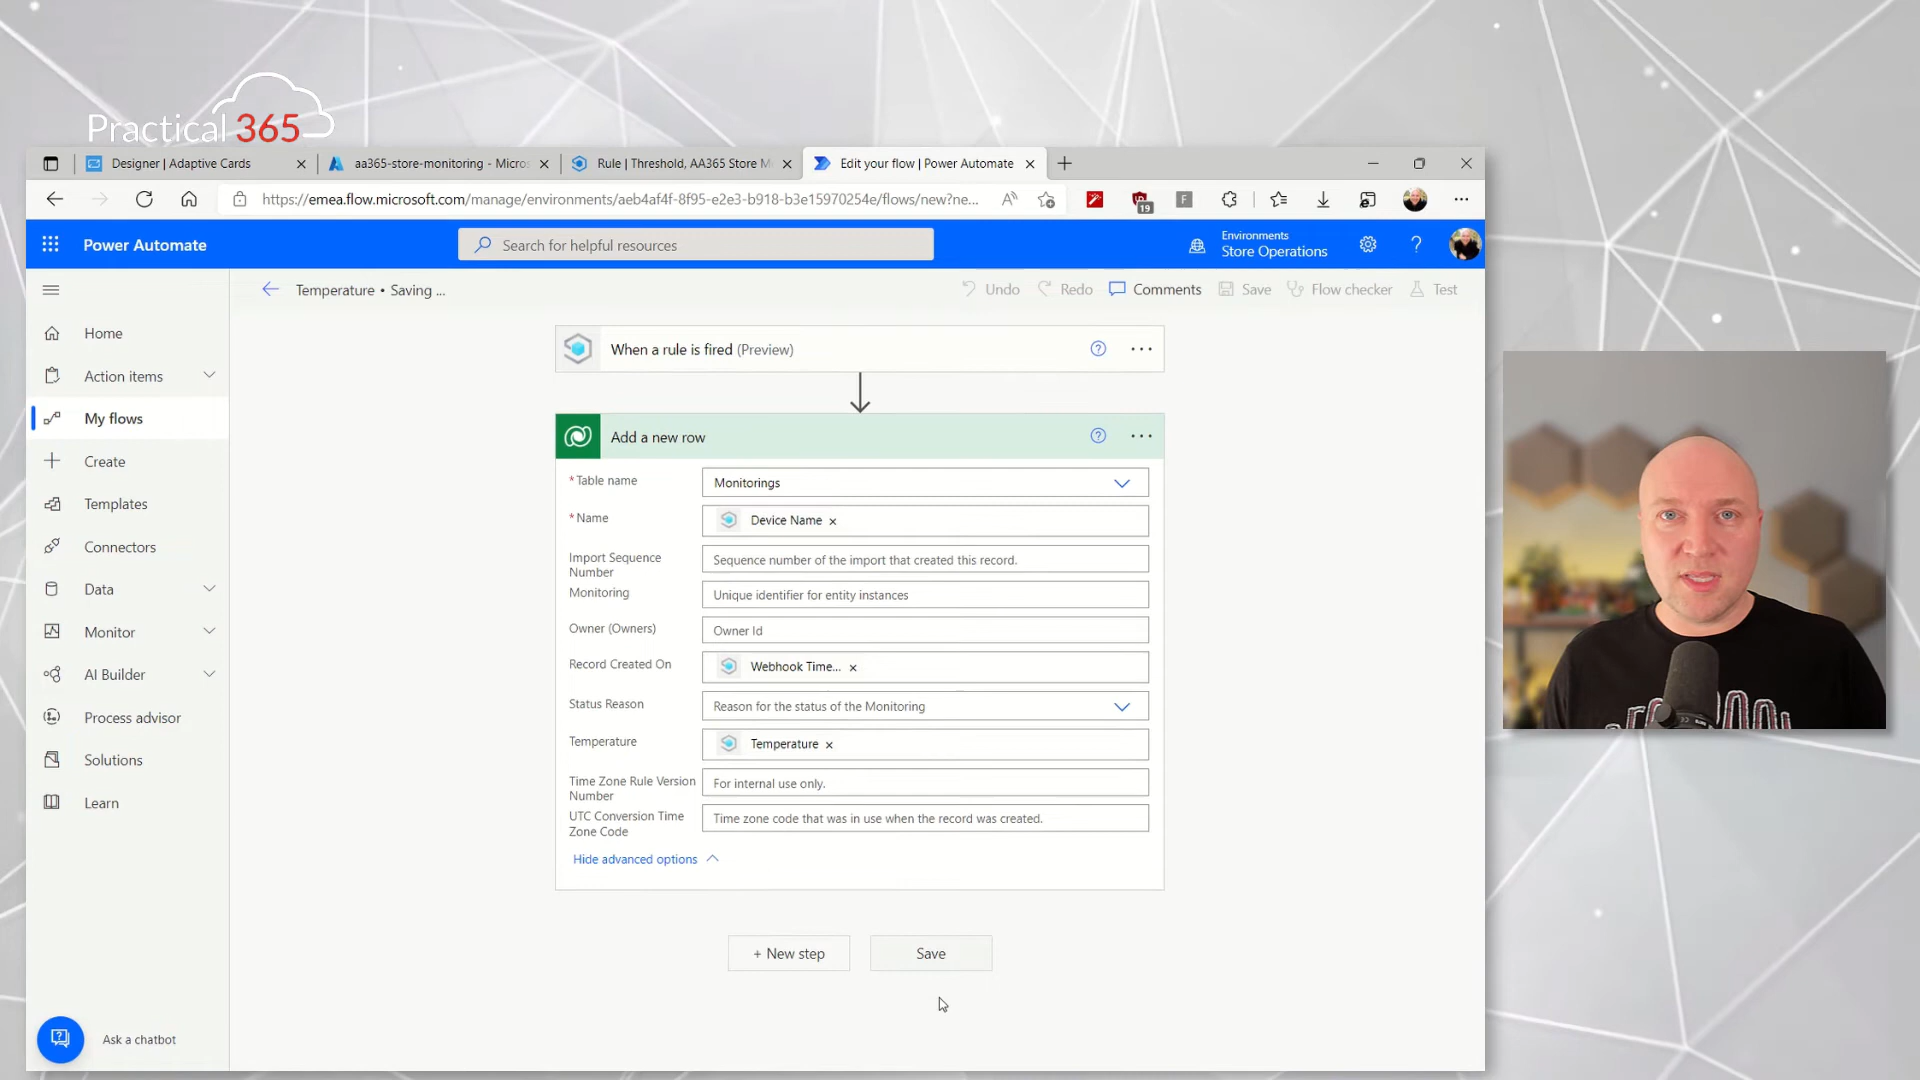 Practical 365
Designer | Adaptive Cards
aa365-store-monitoring - Micros
Rule | Threshold, AA365 Store M
Edit your flow | Power Automate
https://emea.flow.microsoft.com/manage/environments/aeb4af4f-8f95-e2e3-b918-b3e15970254e/flows/new?ne...
19
F
Power Automate
Search for helpful resources
Environments
Store Operations
Temperature • Saving ...
Undo
Redo
Comments
Save
Flow checker
Test
Home
Action items
My flows
Create
Templates
Connectors
Data
Monitor
AI Builder
Process advisor
Solutions
Learn
Ask a chatbot
When a rule is fired (Preview)
Add a new row
* Table name
Monitorings
* Name
Device Name
Import Sequence
Number
Sequence number of the import that created this record.
Monitoring
Unique identifier for entity instances
Owner (Owners)
Owner Id
Record Created On
Webhook Time...
Status Reason
Reason for the status of the Monitoring
Temperature
Temperature
Time Zone Rule Version
Number
For internal use only.
UTC Conversion Time
Zone Code
Time zone code that was in use when the record was created.
Hide advanced options
+ New step
Save